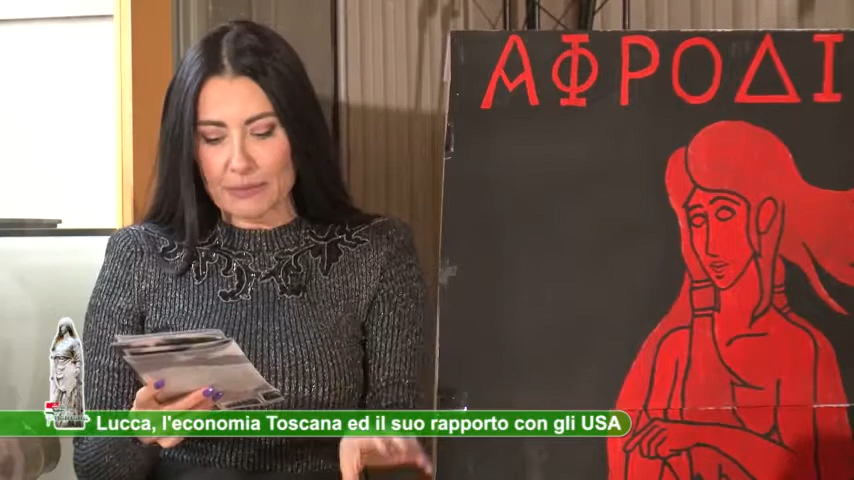 ΑΦΡΟΔΙ
Lucca, l'economia Toscana ed il suo rapporto con gli USA